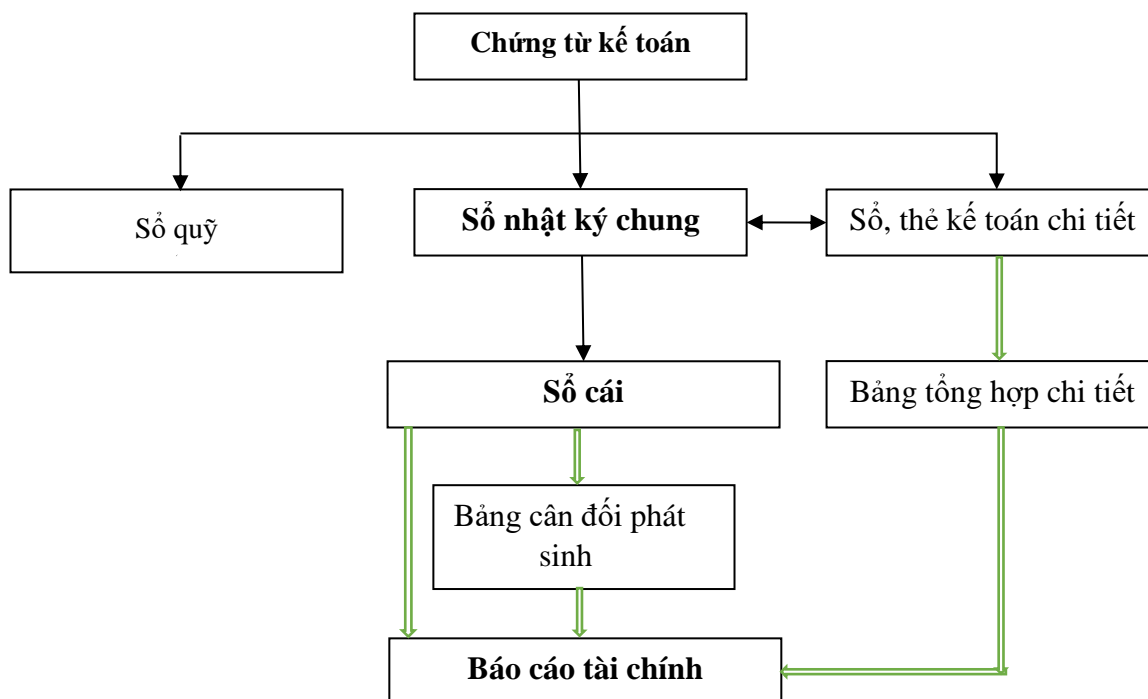 Chứng từ kế toán
Sổ quỹ
Sổ nhật ký chung
Sổ, thẻ kế toán chi tiết
Sổ cái
Bảng tổng hợp chi tiết
Bảng cân đối phát
sinh
Báo cáo tài chính